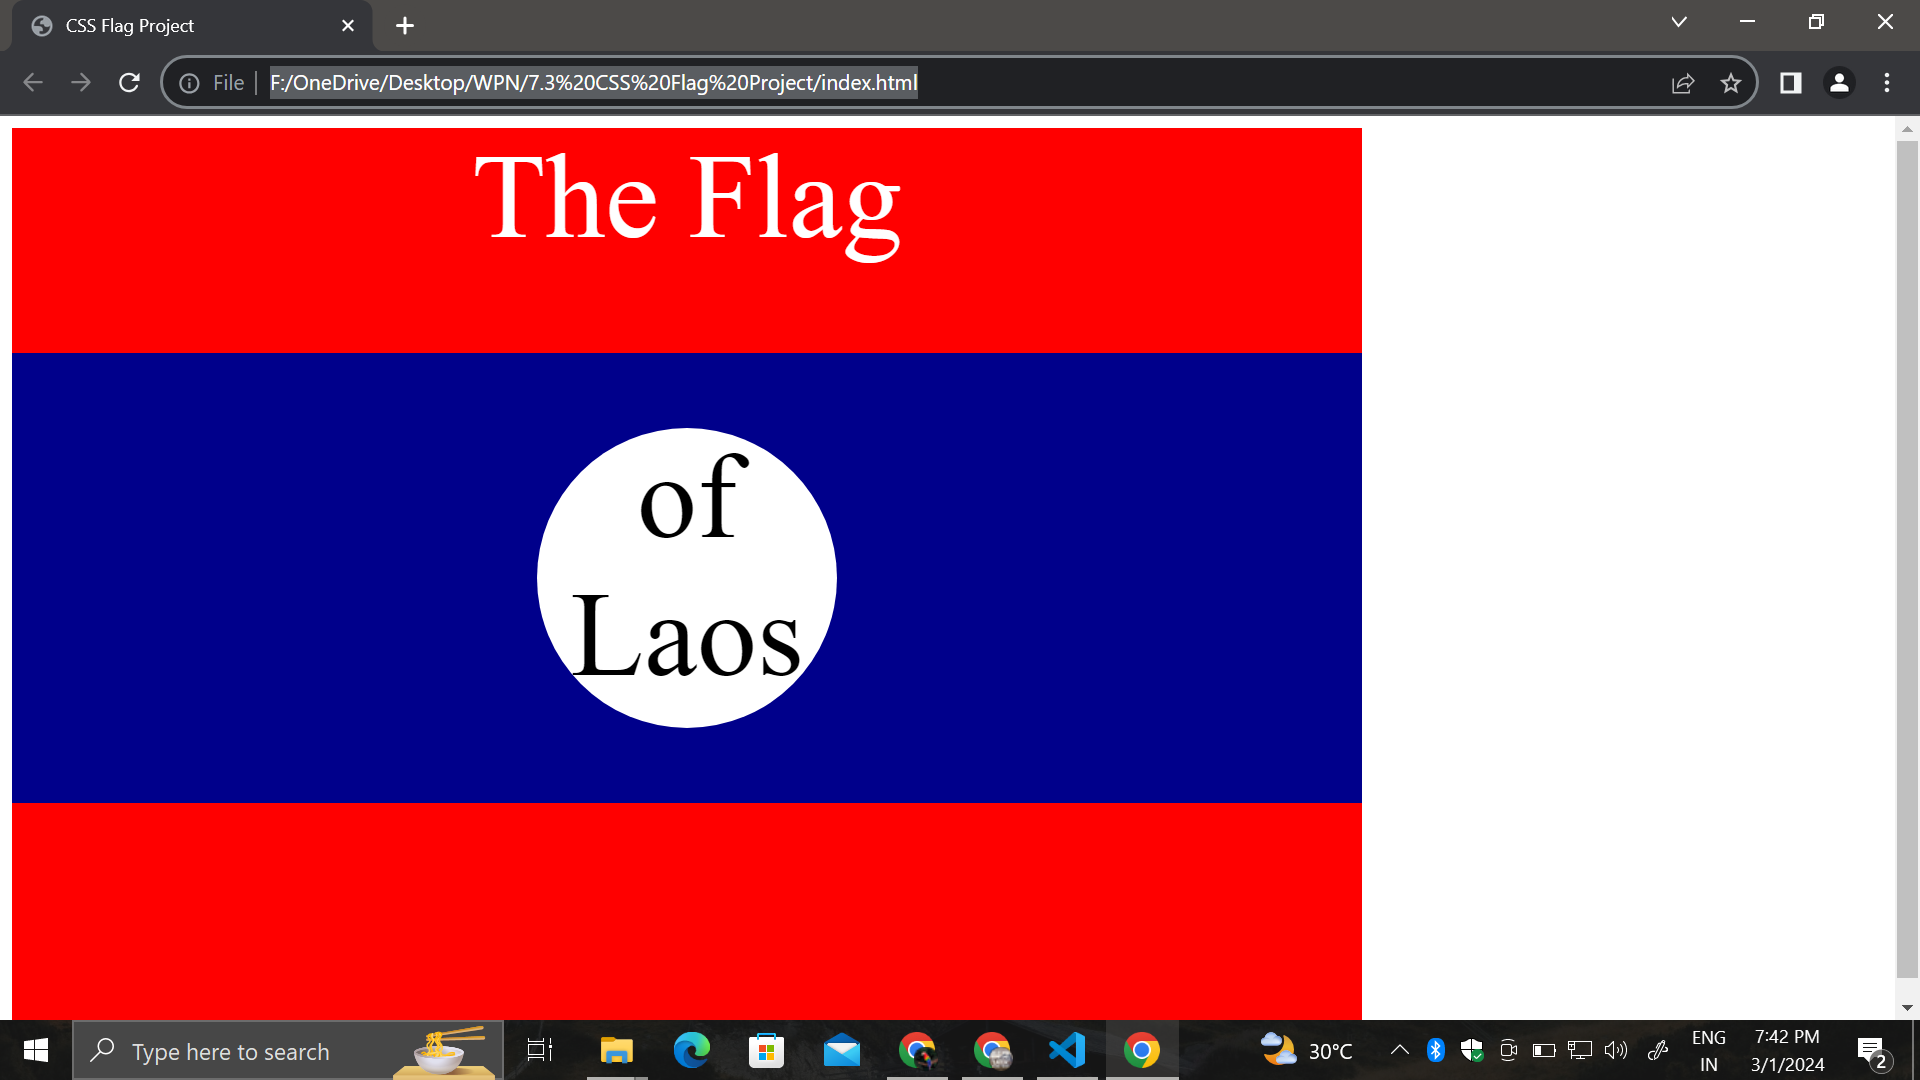 CSS Flag Project
File
F:/OneDrive/Desktop/WPN/7.3%20CSS%20Flag%20Project/index.html
The Flag
of
Laos
Type here to search
30°C
ENG
IN
7:42 PM
3/1/2024
2